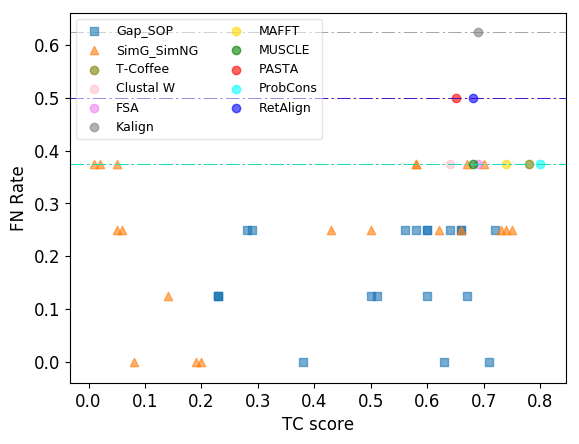 Gap_SOP
SimG_SimNG
T-Coffee
Clustal W
FSA
Kalign
MAFFT
MUSCLE
PASTA
ProbCons
RetAlign
FN Rate
0.6
0.5
0.4
0.3
0.2
0.1
0.0
0.0 0.1 0.2 0.3 0.4 0.5 0.6 0.7 0.8
TC score